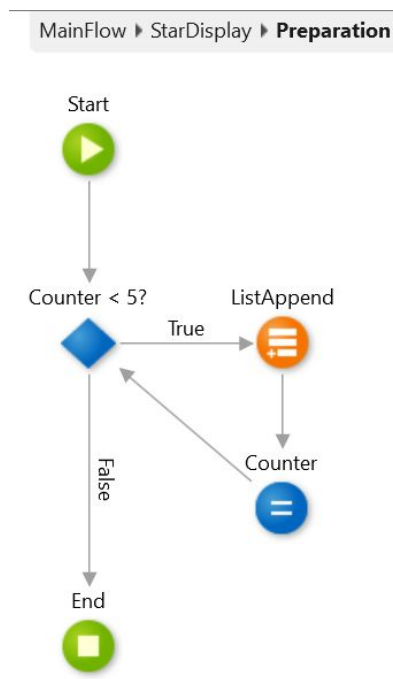 MainFlow StarDisplay Preparation
Start
Counter < 5?
True
ListAppend
Counter
False
End